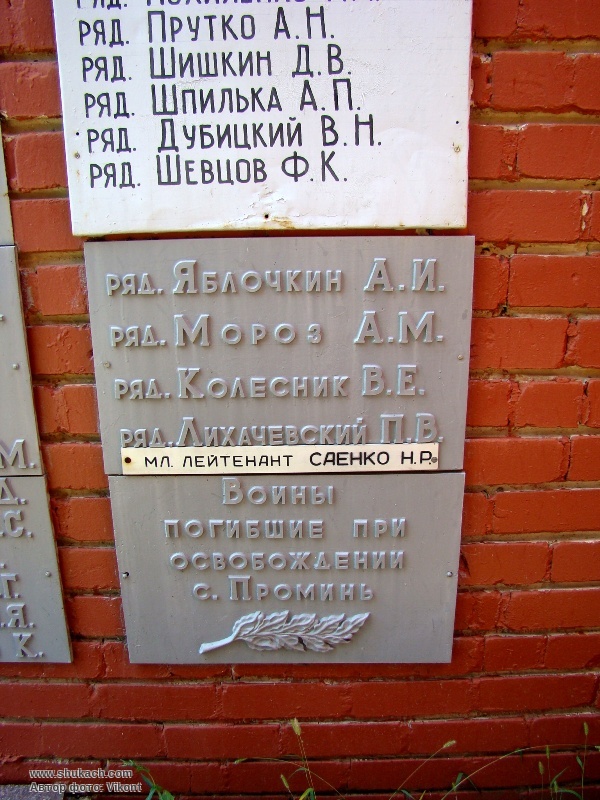 ряд.
ряд. Прутко А.Н.
ряд. Шишкин Д.В.
ряд. Шпилька А.П.
ряд. Дубицкий В.Н.
ряд. Шевцов Ф.К.
ряд. Яблочкин А.И.
ряд. Мороз А.М.
ряд. Колесник В.Е.
ряд. Лихачевский П.В.
мл. лейтенант Саенко Н.Р.
Воины
погибшие при
освобождении
с. Проминь
М.
Д.
С.
Г.
Я.
К.
www.shukach.com
Автор фото: Vikont